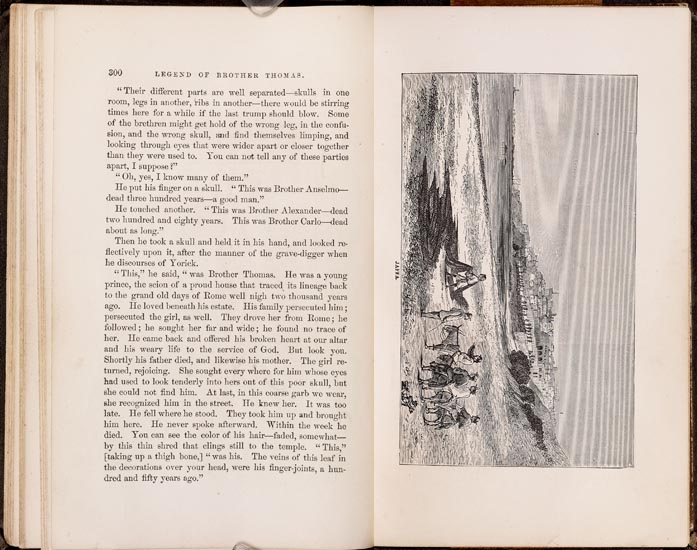 300 LEGEND OF BROTHER THOMAS.
“Their different parts are well separated—skulls in one
room, legs in another, ribs in another—there would be stirring
times here for a while if the last trump should blow. Some
of the brethren might get hold of the wrong leg, in the confu-
sion, and the wrong skull, and find themselves limping, and
looking through eyes that were wider apart or closer together
than they were used to. You can not tell any of these parties
apart, I suppose?”
“Oh, yes, I know many of them.”
He put his finger on a skull. “This was Brother Anselmo—
dead three hundred years—a good man.”
He touched another. “This was Brother Alexander—dead
two hundred and eighty years. This was Brother Carlo—dead
about as long.”
Then he took a skull and held it in his hand, and looked re-
flectively upon it, after the manner of the grave-digger when
he discourses of Yorick.
“This,” he said, “was Brother Thomas. He was a young
prince, the scion of a proud house that traced its lineage back
to the grand old days of Rome well nigh two thousand years
ago. He loved beneath his estate. His family persecuted him;
persecuted the girl, as well. They drove her from Rome; he
followed; he sought her far and wide; he found no trace of
her. He came back and offered his broken heart at our altar
and his weary life to the service of God. But look you.
Shortly his father died, and likewise his mother. The girl re-
turned, rejoicing. She sought every where for him whose eyes
had used to look tenderly into hers out of this poor skull, but
she could not find him. At last, in this coarse garb we wear,
she recognized him in the street. He knew her. It was too
late. He fell where he stood. They took him up and brought
him here. He never spoke afterward. Within the week he
died. You can see the color of his hair—faded, somewhat—
by this thin shred that clings still to the temple. “This,”
[taking up a thigh bone,] “was his. The veins of this leaf in
the decorations over your head, were his finger-joints, a hun-
dred and fifty years ago.”